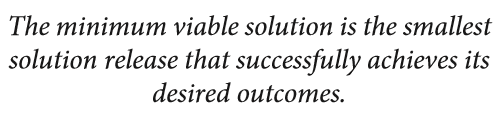 The minimum viable solution is the smallest
solution release that successfully achieves its
desired outcomes.